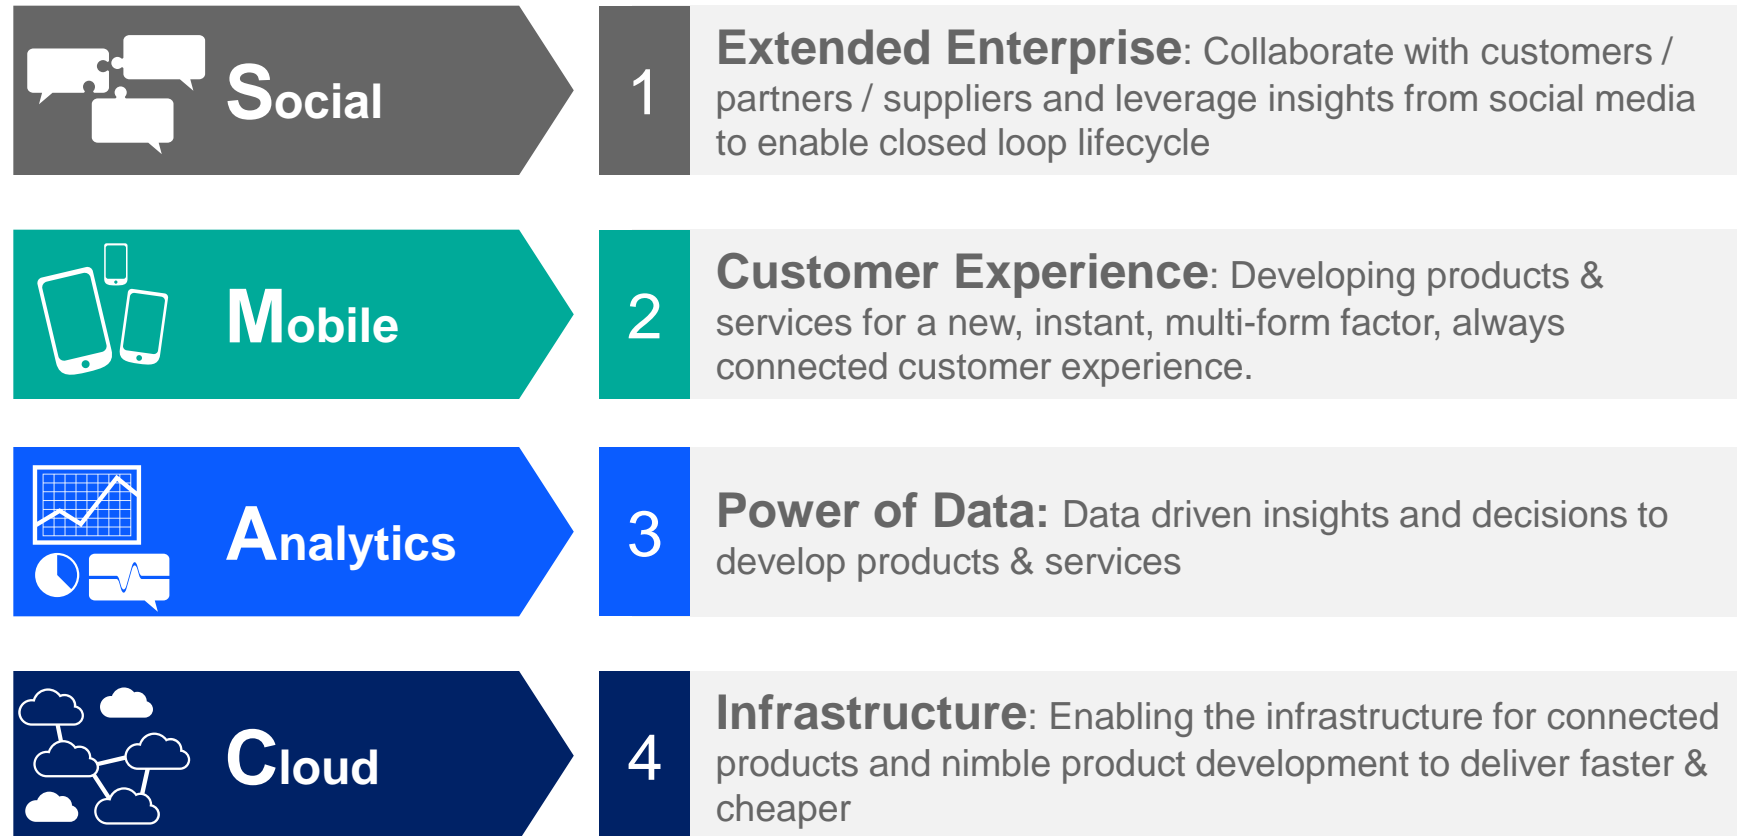 Social
1
Extended Enterprise: Collaborate with customers /
partners / suppliers and leverage insights from social media
to enable closed loop lifecycle
Mobile
2
Customer Experience: Developing products &
services for a new, instant, multi-form factor, always
connected customer experience.
Analytics
3
Power of Data: Data driven insights and decisions to
develop products & services
Cloud
4
Infrastructure: Enabling the infrastructure for connected
products and nimble product development to deliver faster &
cheaper